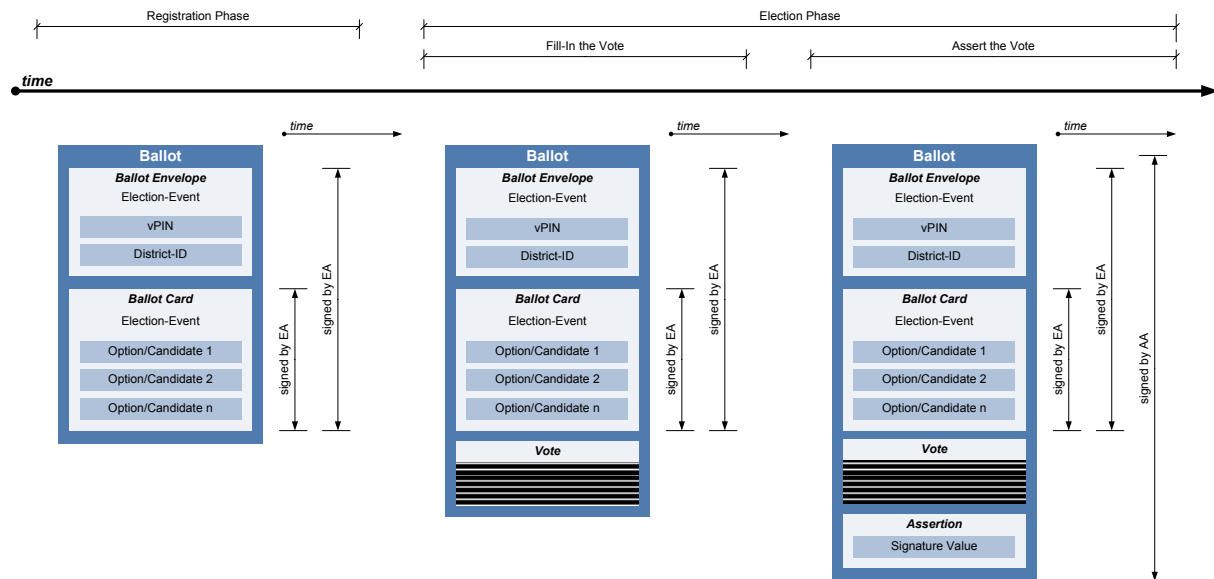 Registration Phase
Election Phase
Fill-In the Vote
Assert the Vote
time
time
time
time
Ballot
Ballot Envelope
Election-Event
vPIN
District-ID
Ballot Card
Election-Event
Option/Candidate 1
Option/Candidate 2
Option/Candidate n
signed by EA
signed by EA
Ballot
Ballot Envelope
Election-Event
vPIN
District-ID
Ballot Card
Election-Event
Option/Candidate 1
Option/Candidate 2
Option/Candidate n
Vote
signed by EA
signed by EA
Ballot
Ballot Envelope
Election-Event
vPIN
District-ID
Ballot Card
Election-Event
Option/Candidate 1
Option/Candidate 2
Option/Candidate n
Vote
Assertion
Signature Value
signed by EA
signed by EA
signed by AA